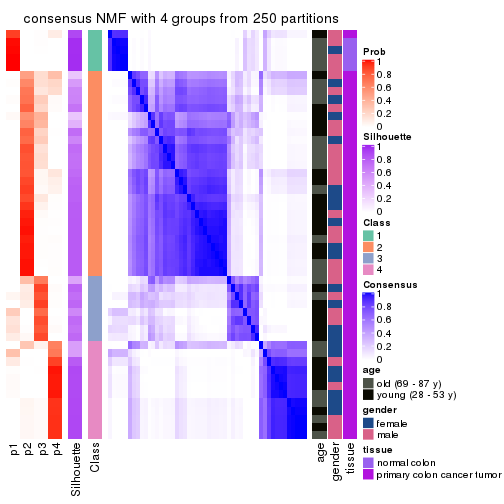 consensus NMF with 4 groups from 250 partitions
Prob
1
0.8
0.6
0.4
0.2
0
Silhouette
1
0.8
0.6
0.4
0.2
0
Class
1
2
3
4
Consensus
1
0.8
0.6
0.4
0.2
0
age
old (69 - 87 y)
young (28 - 53 y)
gender
female
male
tissue
normal colon
primary colon cancer tumor
p1
p2
p3
p4
Silhouette
Class
age
gender
tissue